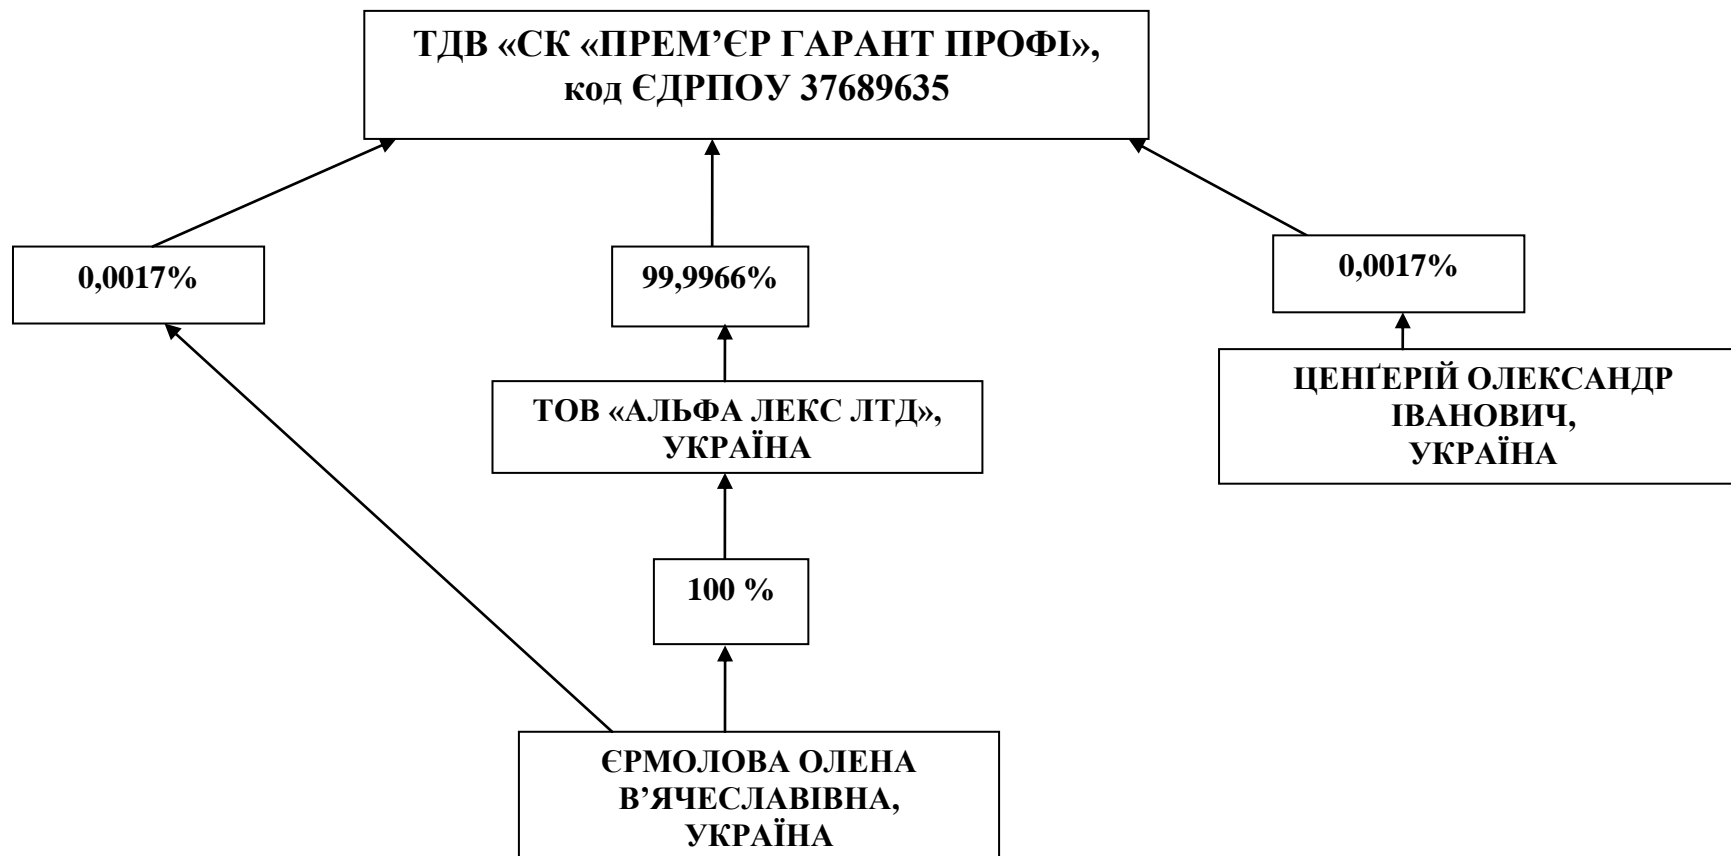 ТДВ «СК «ПРЕМ’ЄР ГАРАНТ ПРОФІ»,
код ЄДРПОУ 37689635
0,0017%
99,9966%
0,0017%
ТОВ «АЛЬФА ЛЕКС ЛТД»,
УКРАЇНА
ЦЕНҐЕРІЙ ОЛЕКСАНДР
ІВАНОВИЧ,
УКРАЇНА
100 %
ЄРМОЛОВА ОЛЕНА
В’ЯЧЕСЛАВІВНА,
УКРАЇНА